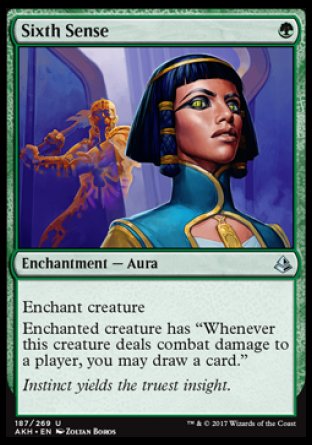 Sixth Sense
Enchantment — Aura
Enchant creature
Enchanted creature has “Whenever
this creature deals combat damage to
a player, you may draw a card.”
Instinct yields the truest insight.
187/269 U
AKH • EN Zoltan Boros
™ & © 2017 Wizards of the Coast